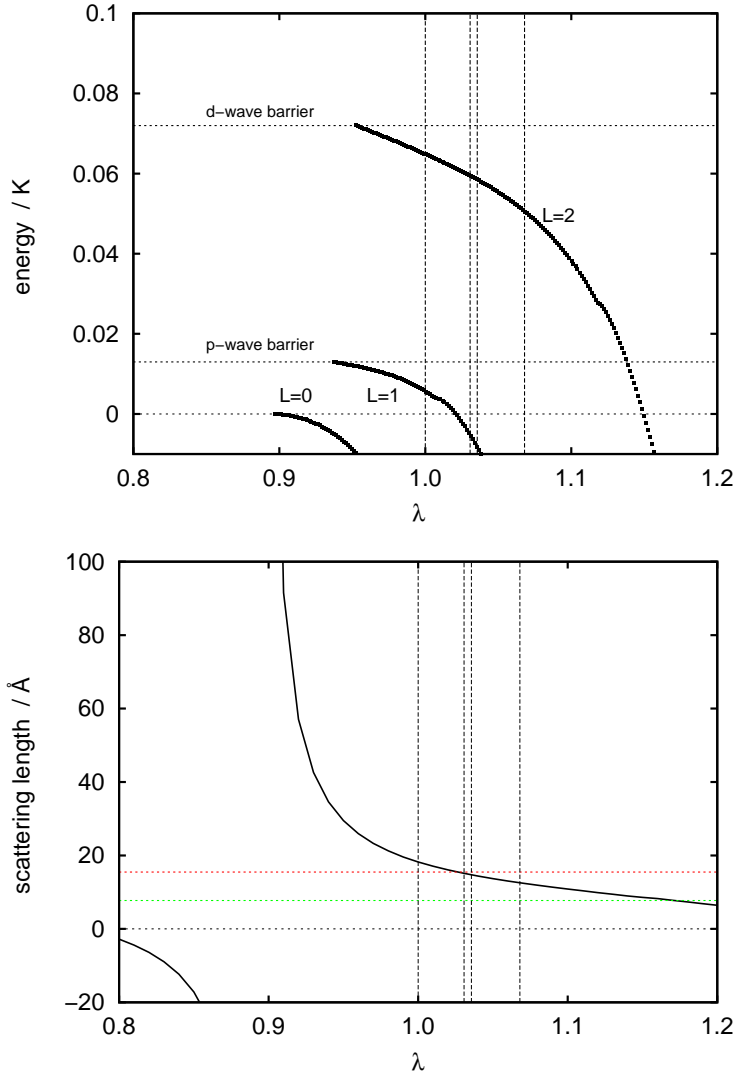 0.1
0.08
0.06
0.04
0.02
0
energy / K
d−wave barrier
p−wave barrier
L=0
L=1
L=2
0.8
0.9
1.0
1.1
1.2
λ
100
80
60
40
20
0
−20
scattering length / Å
0.8
0.9
1.0
1.1
1.2
λ